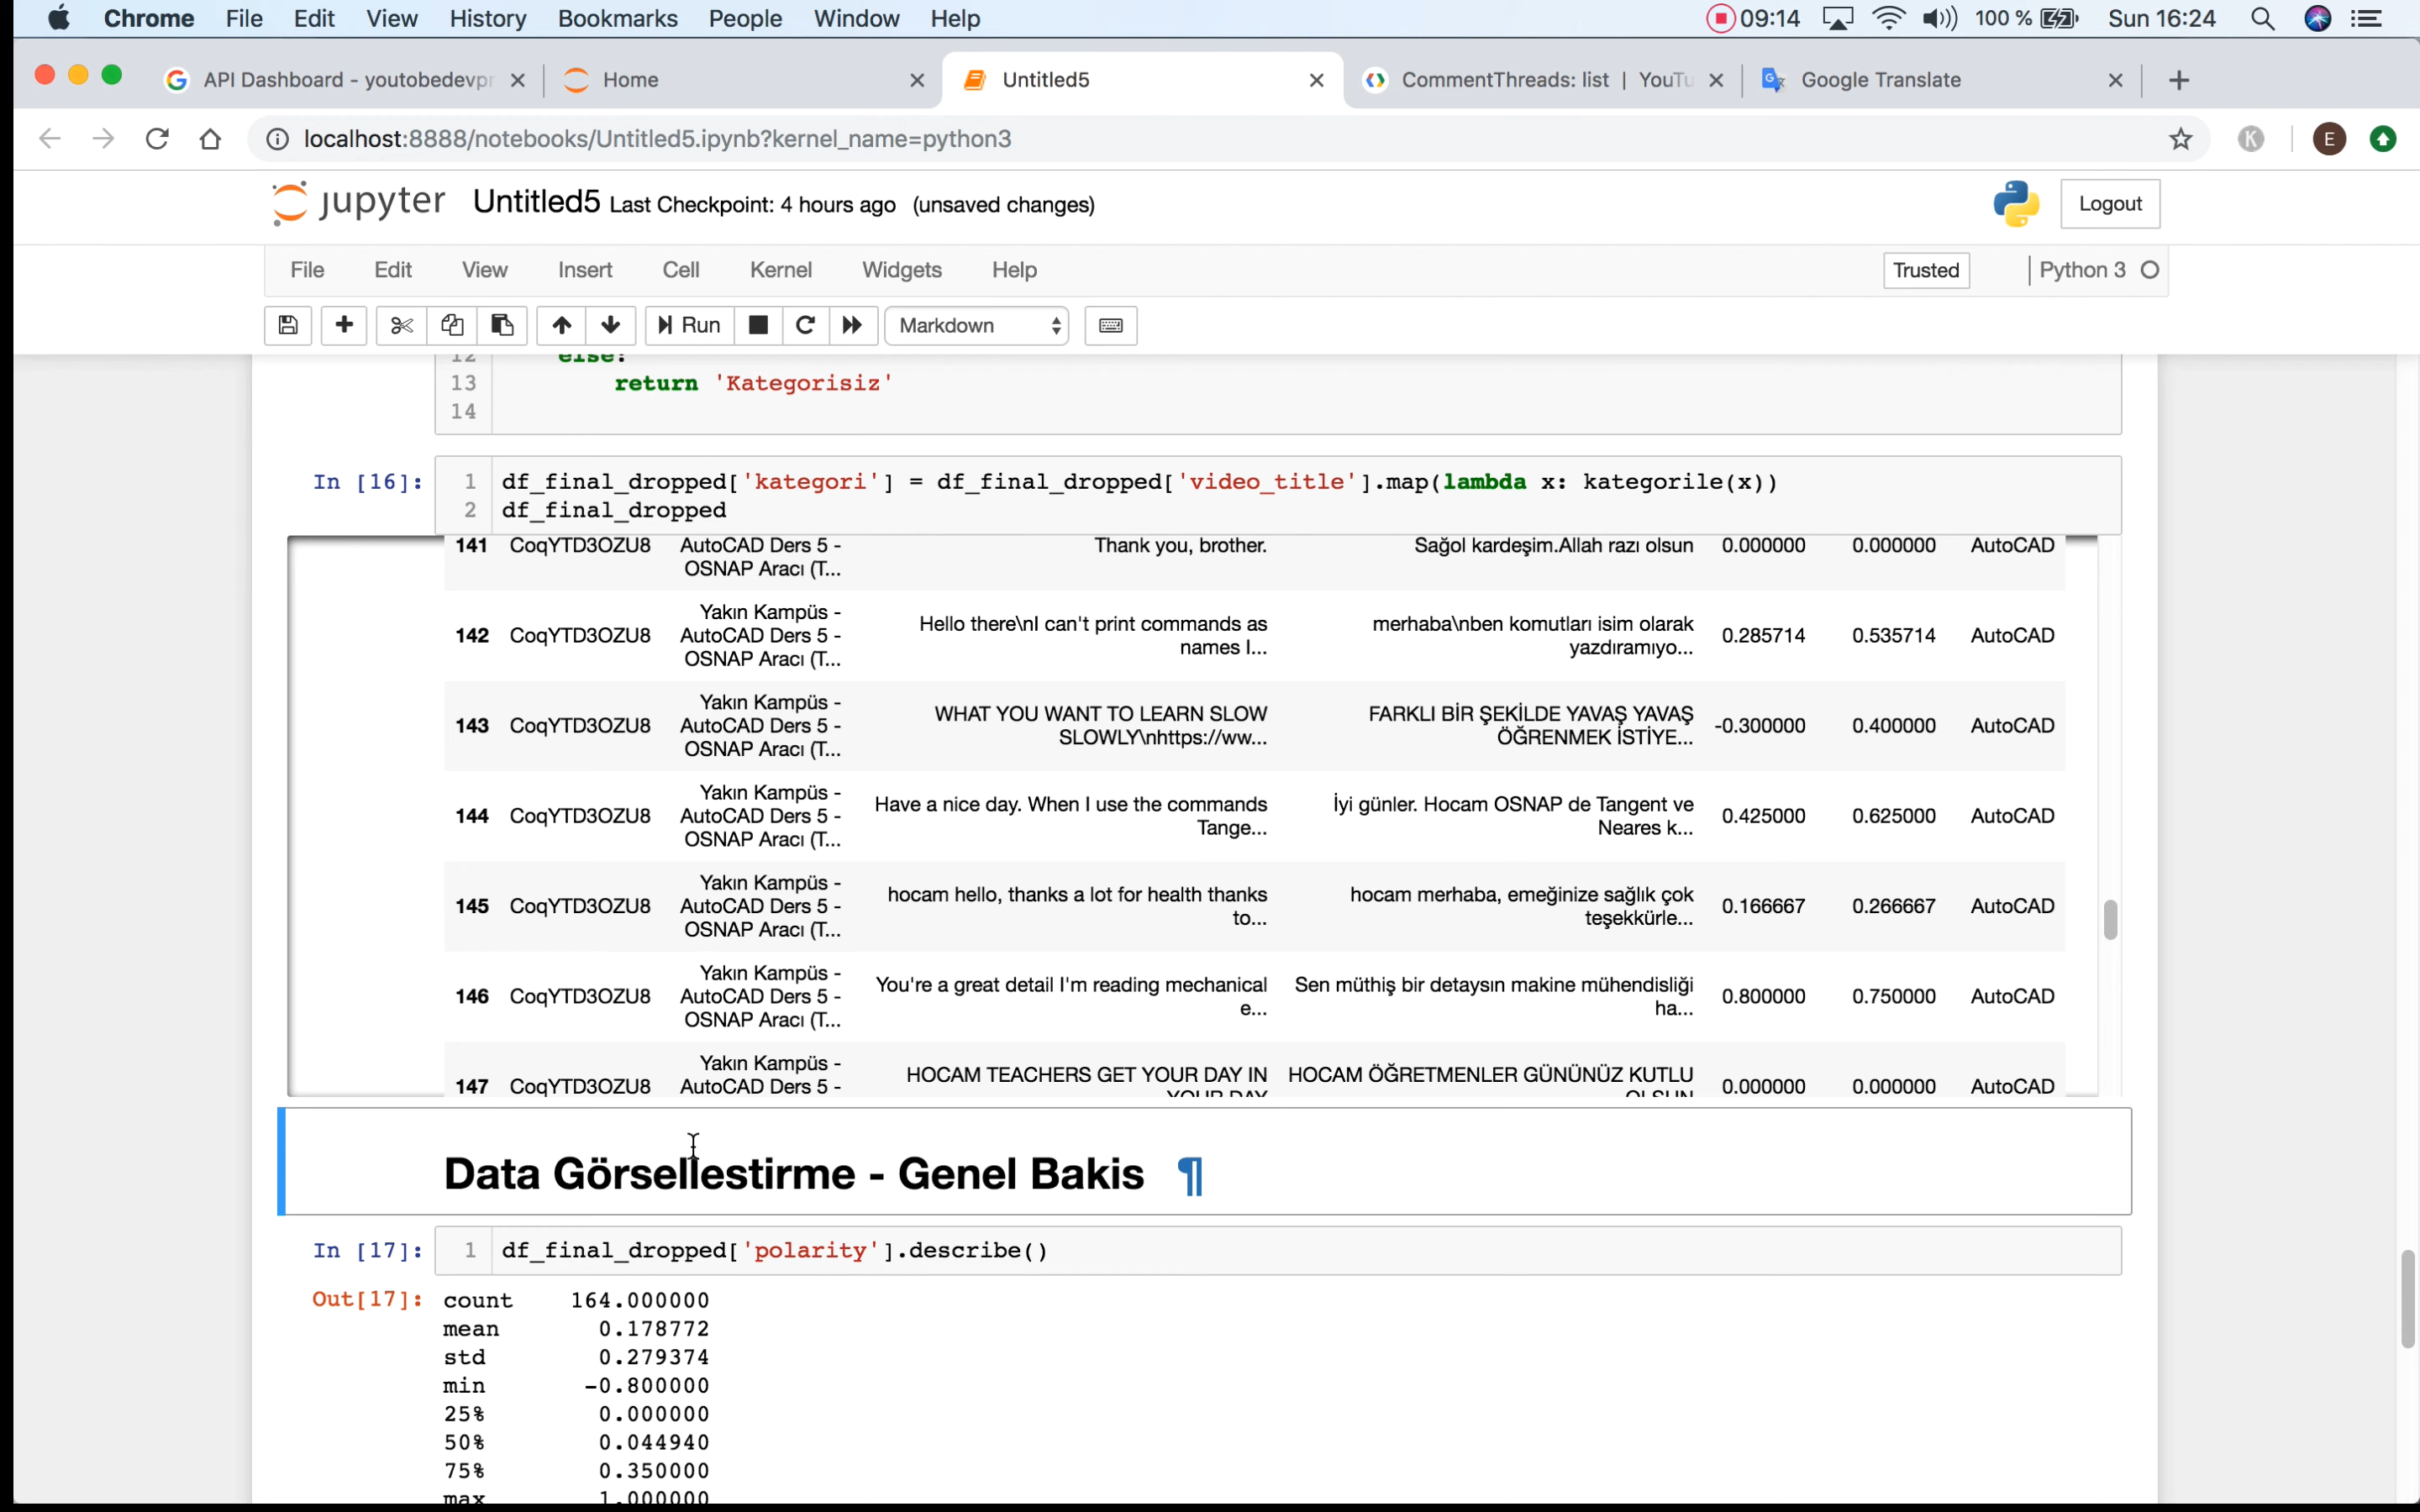 Chrome File Edit View History Bookmarks People Window Help 09:14 100 % Sun 16:24
API Dashboard - youtobedevpr Home Untitled5 CommentThreads: list | YouTu Google Translate
localhost:8888/notebooks/Untitled5.ipynb?kernel_name=python3 K E
jupyter Untitled5 Last Checkpoint: 4 hours ago (unsaved changes) Logout
File Edit View Insert Cell Kernel Widgets Help Trusted Python 3
Run Markdown
12 else:
13 return 'Kategorisiz'
14
In [16]: 1 df_final_dropped['kategori'] = df_final_dropped['video_title'].map(lambda x: kategorile(x))
2 df_final_dropped
141 CoqYTD3OZU8 AutoCAD Ders 5 - Thank you, brother. Sağol kardeşim.Allah razı olsun 0.000000 0.000000 AutoCAD
OSNAP Aracı (T...
Yakın Kampüs -
142 CoqYTD3OZU8 AutoCAD Ders 5 - Hello there\nI can't print commands as merhaba\nben komutları isim olarak 0.285714 0.535714 AutoCAD
OSNAP Aracı (T... names I... yazdıramıyo...
Yakın Kampüs -
143 CoqYTD3OZU8 AutoCAD Ders 5 - WHAT YOU WANT TO LEARN SLOW FARKLI BİR ŞEKİLDE YAVAŞ YAVAŞ -0.300000 0.400000 AutoCAD
OSNAP Aracı (T... SLOWLY\nhttps://ww... ÖĞRENMEK İSTİYE...
Yakın Kampüs -
144 CoqYTD3OZU8 AutoCAD Ders 5 - Have a nice day. When I use the commands İyi günler. Hocam OSNAP de Tangent ve 0.425000 0.625000 AutoCAD
OSNAP Aracı (T... Tange... Neares k...
Yakın Kampüs -
145 CoqYTD3OZU8 AutoCAD Ders 5 - hocam hello, thanks a lot for health thanks hocam merhaba, emeğinize sağlık çok 0.166667 0.266667 AutoCAD
OSNAP Aracı (T... to... teşekkürle...
Yakın Kampüs -
146 CoqYTD3OZU8 AutoCAD Ders 5 - You're a great detail I'm reading mechanical Sen müthiş bir detaysın makine mühendisliği 0.800000 0.750000 AutoCAD
OSNAP Aracı (T... e... ha...
Yakın Kampüs -
147 CoqYTD3OZU8 AutoCAD Ders 5 - HOCAM TEACHERS GET YOUR DAY IN HOCAM ÖĞRETMENLER GÜNÜNÜZ KUTLU 0.000000 0.000000 AutoCAD
YOUR DAY OLSUN
Data Görsellestirme - Genel Bakis ¶
In [17]: 1 df_final_dropped['polarity'].describe()
Out[17]: count 164.000000
mean 0.178772
std 0.279374
min -0.800000
25% 0.000000
50% 0.044940
75% 0.350000
max 1.000000